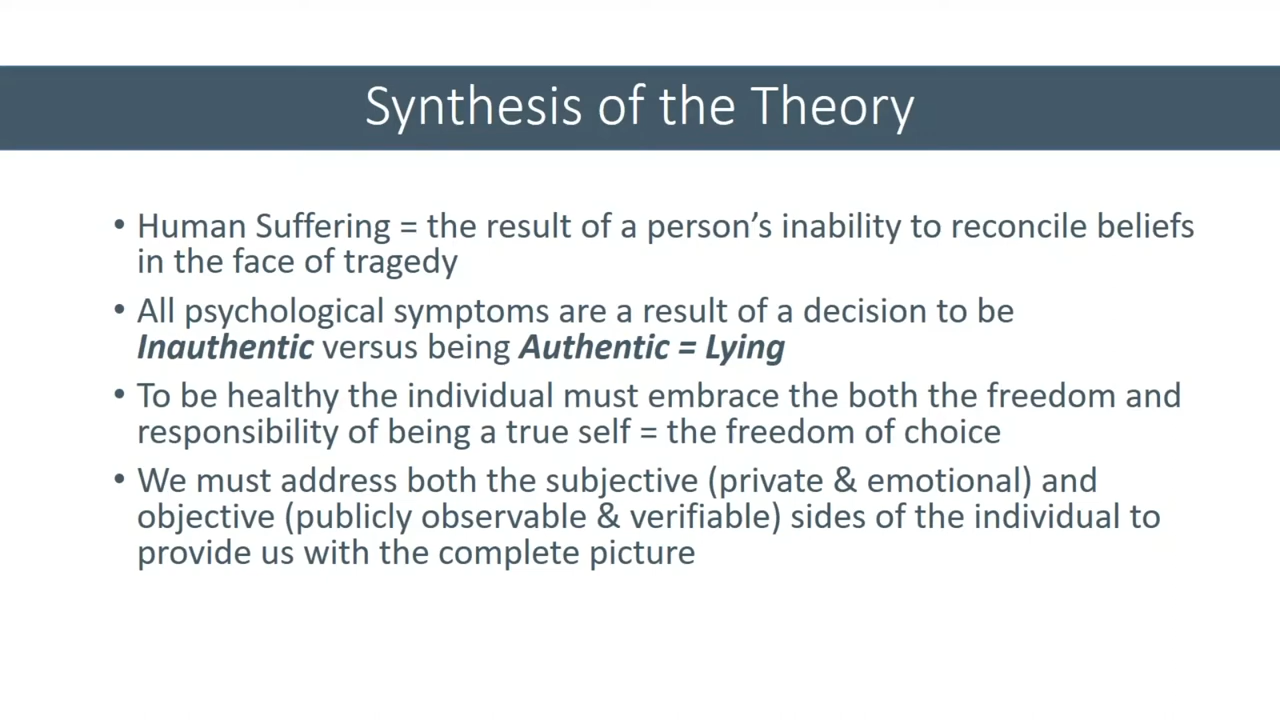 Synthesis of the Theory
• Human Suffering = the result of a person's inability to reconcile beliefs
in the face of tragedy
• All psychological symptoms are a result of a decision to be
Inauthentic versus being Authentic = Lying
• To be healthy the individual must embrace the both the freedom and
responsibility of being a true self = the freedom of choice
• We must address both the subjective (private & emotional) and
objective (publicly observable & verifiable) sides of the individual to
provide us with the complete picture